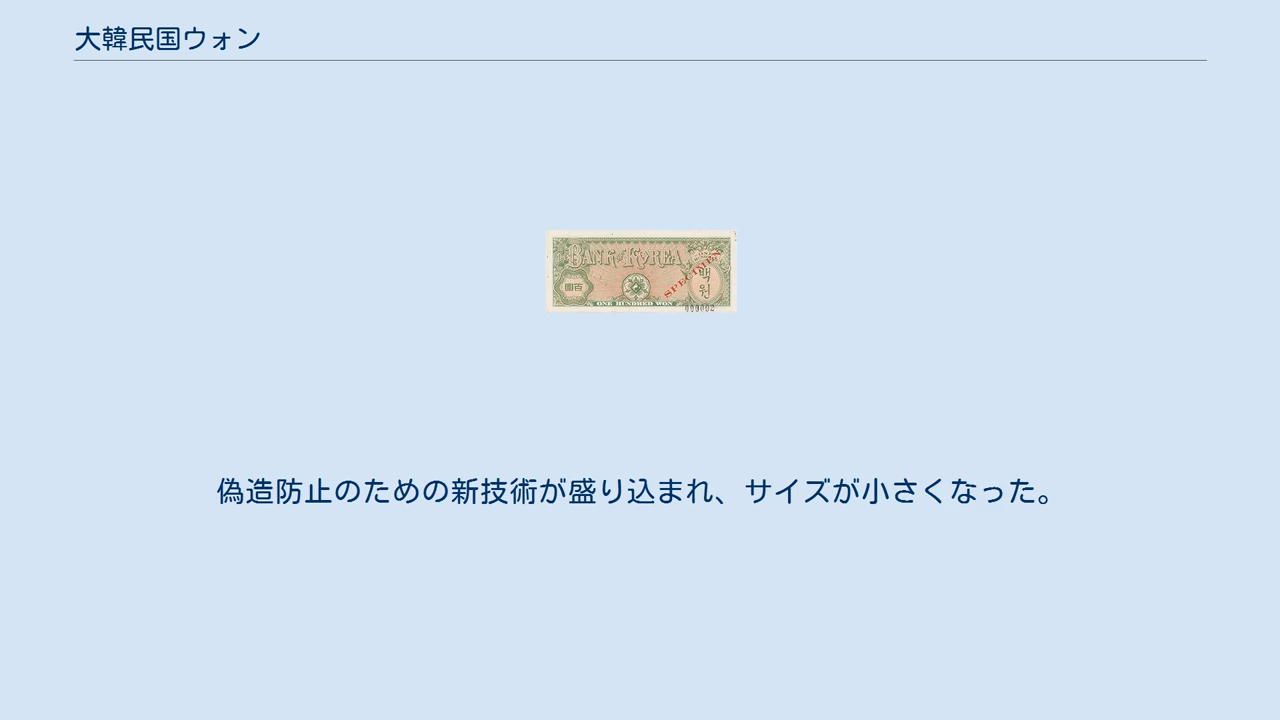 大韓民国ウォン
BANK OF KOREA
SPECIMEN
백
원
圓百
ONE HUNDRED WON
偽造防止のための新技術が盛り込まれ、サイズが小さくなった。